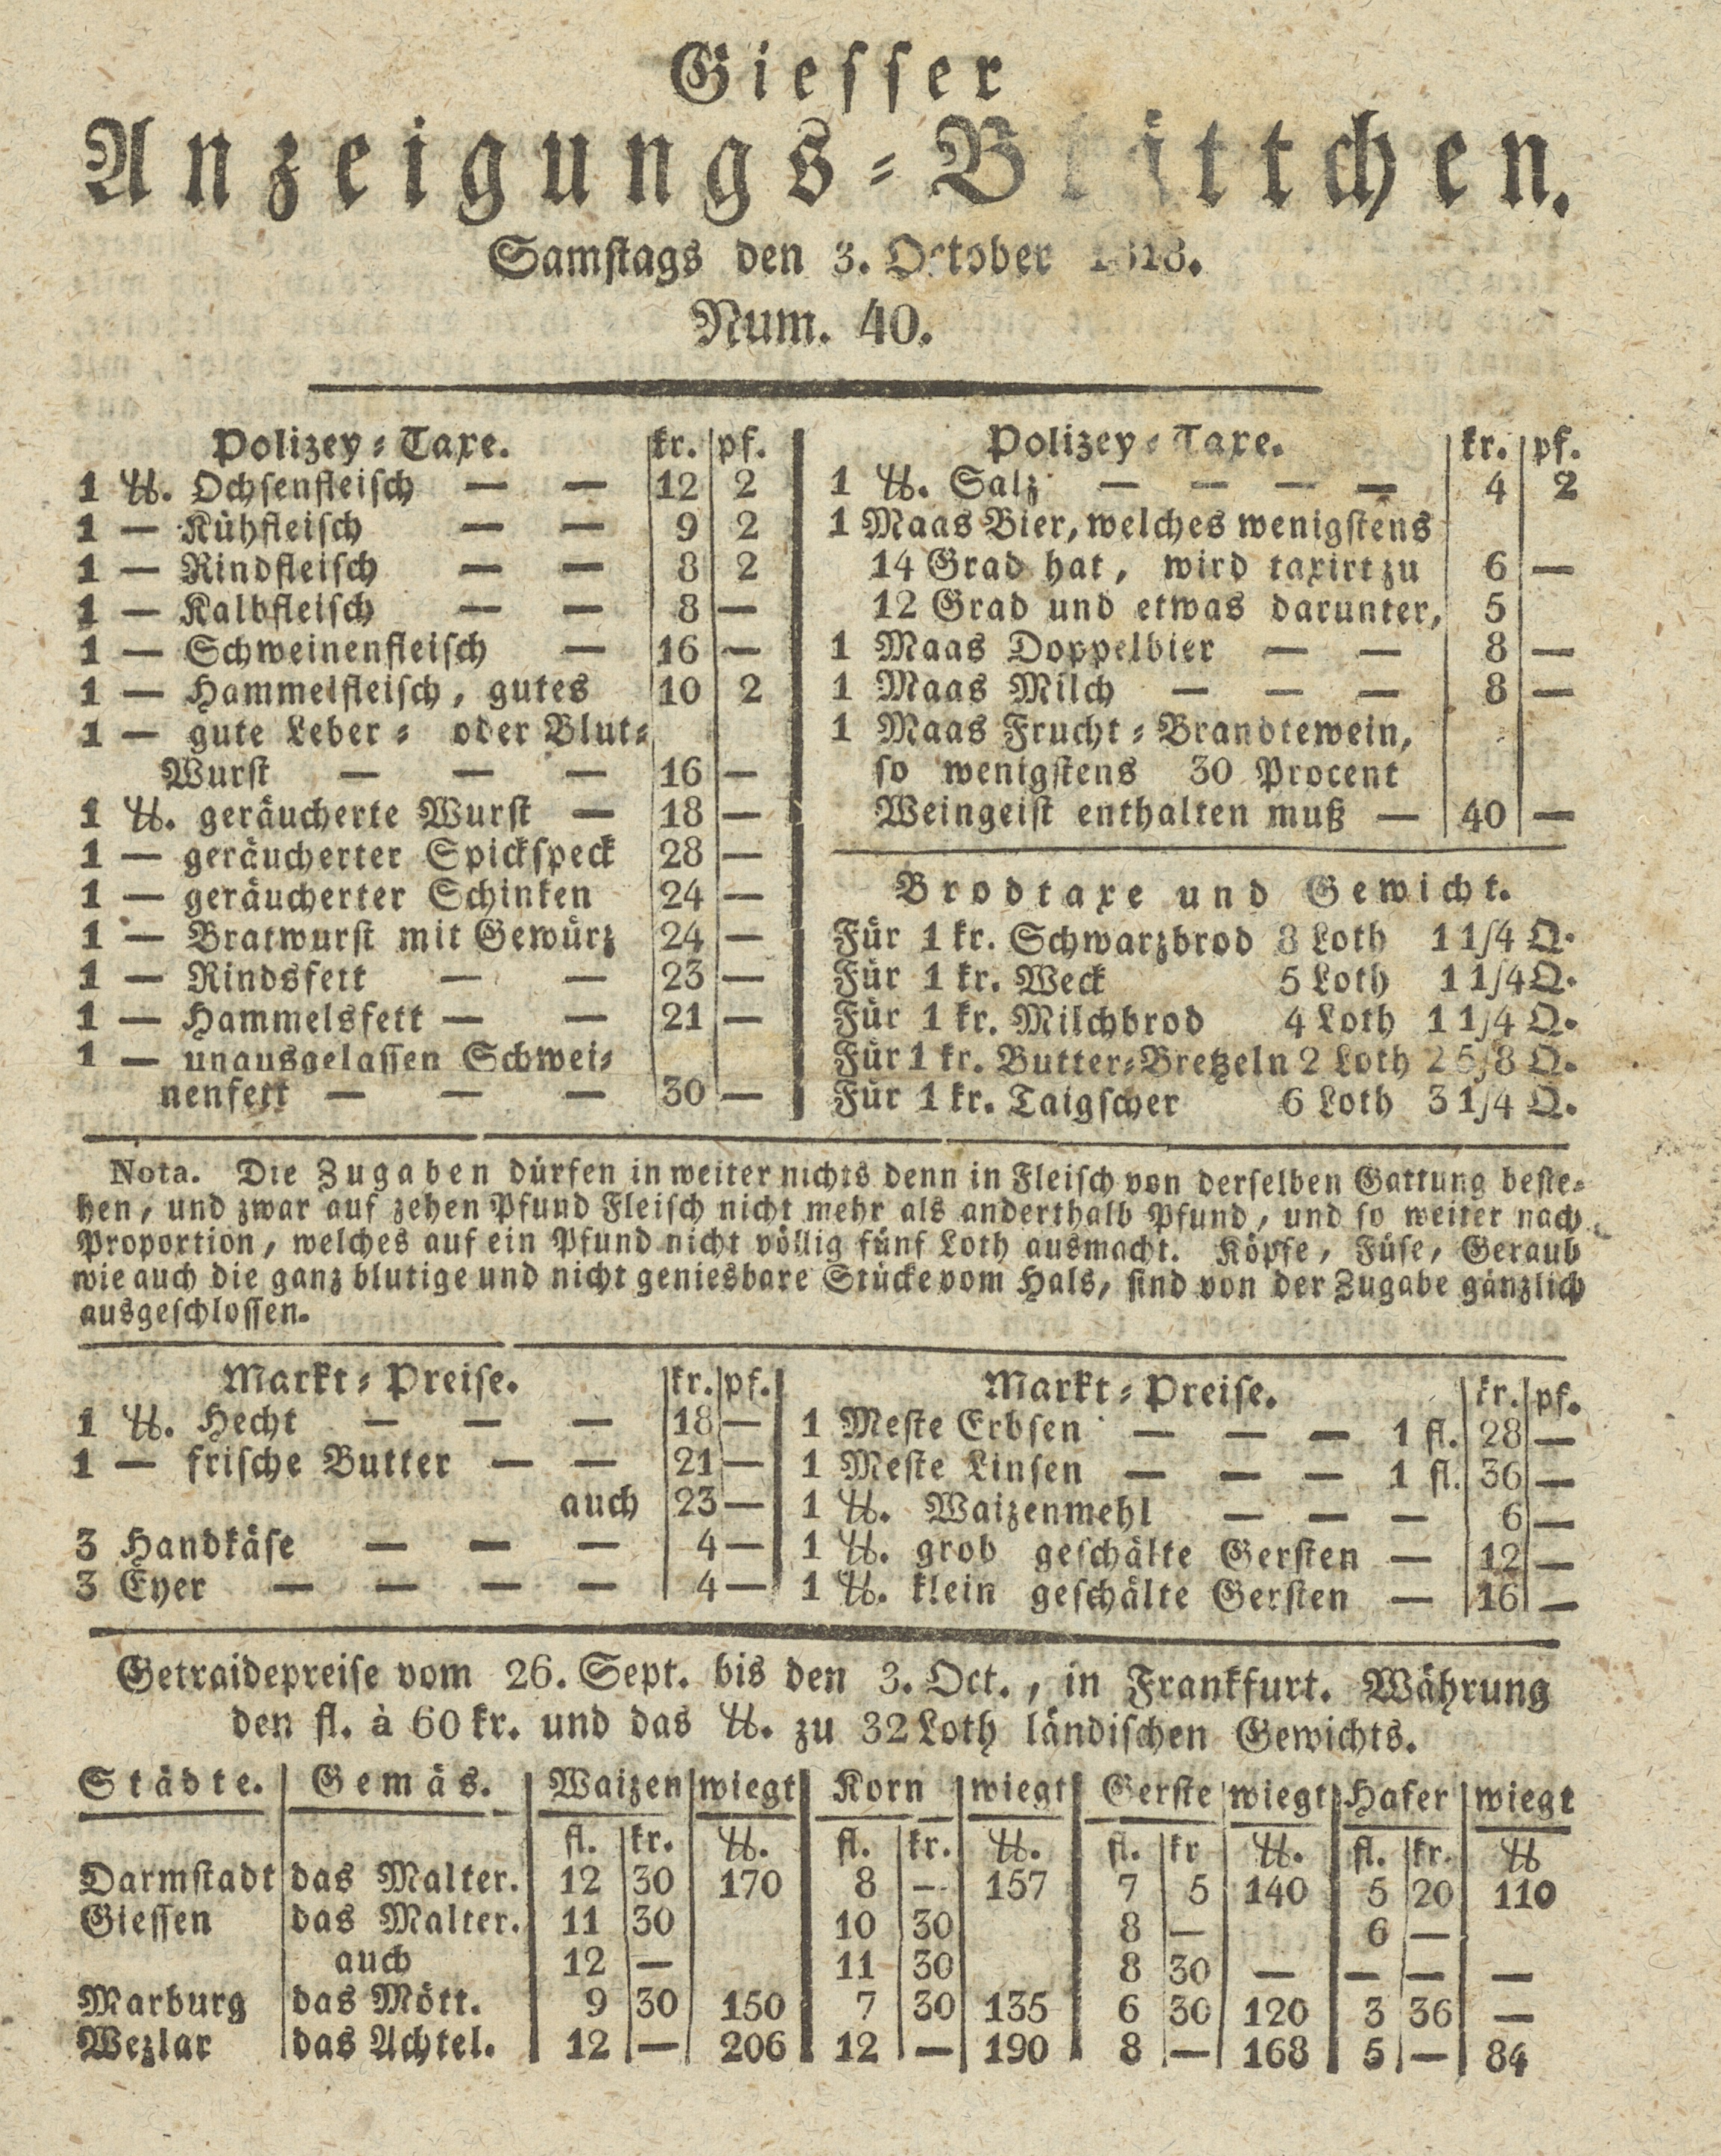 Giesser
Anzeigungs-Blättchen.
Samstags den 3. October 1818.
Num. 40.
Polizey-Taxe. kr. pf.
1 ℔. Ochsenfleisch — — 12 2
1 — Kühfleisch — — 9 2
1 — Rindfleisch — — 8 2
1 — Kalbfleisch — — 8 —
1 — Schweinenfleisch — 16 —
1 — Hammelfleisch, gutes 10 2
1 — gute Leber- oder Blut-
Wurst — — — 16 —
1 ℔. geräucherte Wurst — 18 —
1 — geräucherter Spickspeck 28 —
1 — geräucherter Schinken 24 —
1 — Bratwurst mit Gewürz 24 —
1 — Rindsfett — — 23 —
1 — Hammelsfett — — 21 —
1 — unausgelassen Schwei-
nenfett — — — 30 —
Polizey-Taxe. kr. pf.
1 ℔. Salz — — — — 4 2
1 Maas Bier, welches wenigstens
14 Grad hat, wird taxirt zu 6 —
12 Grad und etwas darunter, 5
1 Maas Doppelbier — — 8 —
1 Maas Milch — — — 8 —
1 Maas Frucht-Brandtewein,
so wenigstens 30 Procent
Weingeist enthalten muß — 40 —
Brodtaxe und Gewicht.
Für 1 kr. Schwarzbrod 8 Loth 1 1/4 Q.
Für 1 kr. Weck 5 Loth 1 1/4 Q.
Für 1 kr. Milchbrod 4 Loth 1 1/4 Q.
Für 1 kr. Butter-Bretzeln 2 Loth 2 5/8 Q.
Für 1 kr. Taigscher 6 Loth 3 1/4 Q.
Nota. Die Zugaben dürfen in weiter nichts denn in Fleisch von derselben Gattung beste-
hen, und zwar auf zehen Pfund Fleisch nicht mehr als anderthalb Pfund, und so weiter nach
Proportion, welches auf ein Pfund nicht völlig fünf Loth ausmacht. Köpfe, Füse, Geraub
wie auch die ganz blutige und nicht geniesbare Stücke vom Hals, sind von der Zugabe gänzlich
ausgeschlossen.
Markt-Preise. kr. pf.
1 ℔. Hecht — — — 18 —
1 — frische Butter — — 21 —
auch 23 —
3 Handkäse — — — 4 —
3 Eyer — — — — 4 —
Markt-Preise. kr. pf.
1 Meste Erbsen — — — 1 fl. 28 —
1 Meste Linsen — — — 1 fl. 36 —
1 ℔. Waizenmehl — — — 6 —
1 ℔. grob geschälte Gersten — 12 —
1 ℔. klein geschälte Gersten — 16 —
Getraidepreise vom 26. Sept. bis den 3. Oct., in Frankfurt. Währung
den fl. à 60 kr. und das ℔. zu 32 Loth ländischen Gewichts.
Städte. Gemäs. Waizen wiegt Korn wiegt Gerste wiegt Hafer wiegt
fl. kr. ℔. fl. kr. ℔. fl. kr ℔. fl. kr. ℔
Darmstadt das Malter. 12 30 170 8 — 157 7 5 140 5 20 110
Giessen das Malter. 11 30 10 30 8 — 6 —
auch 12 — 11 30 8 30 — — — —
Marburg das Mött. 9 30 150 7 30 135 6 30 120 3 36 —
Wezlar das Achtel. 12 — 206 12 — 190 8 — 168 5 — 84